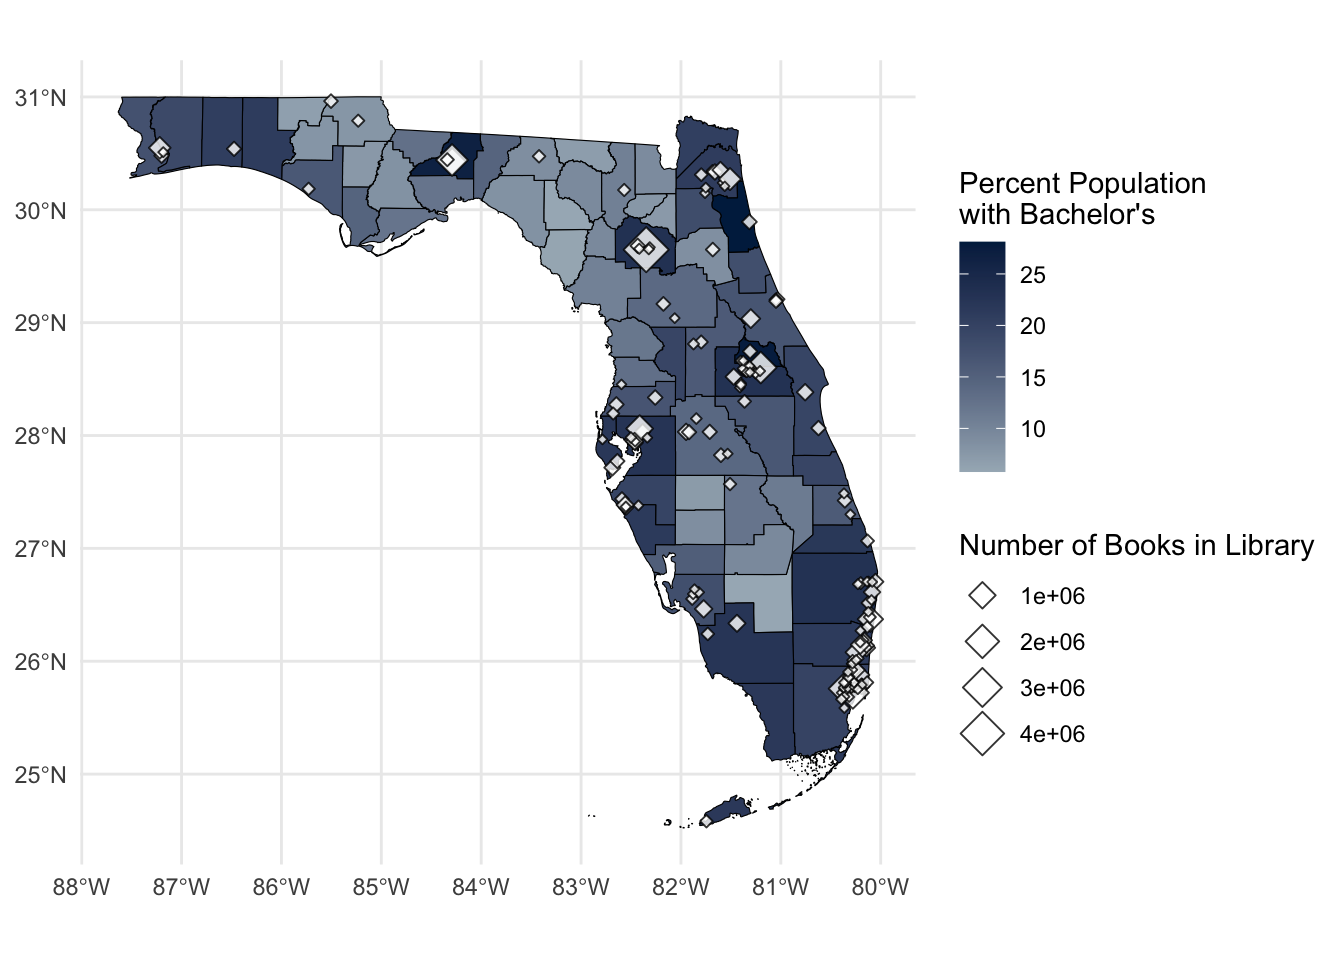 31°N
30°N
29°N
28°N
27°N
26°N
25°N
88°W 87°W 86°W 85°W 84°W 83°W 82°W 81°W 80°W
Percent Population
with Bachelor's
25
20
15
10
Number of Books in Library
1e+06
2e+06
3e+06
4e+06